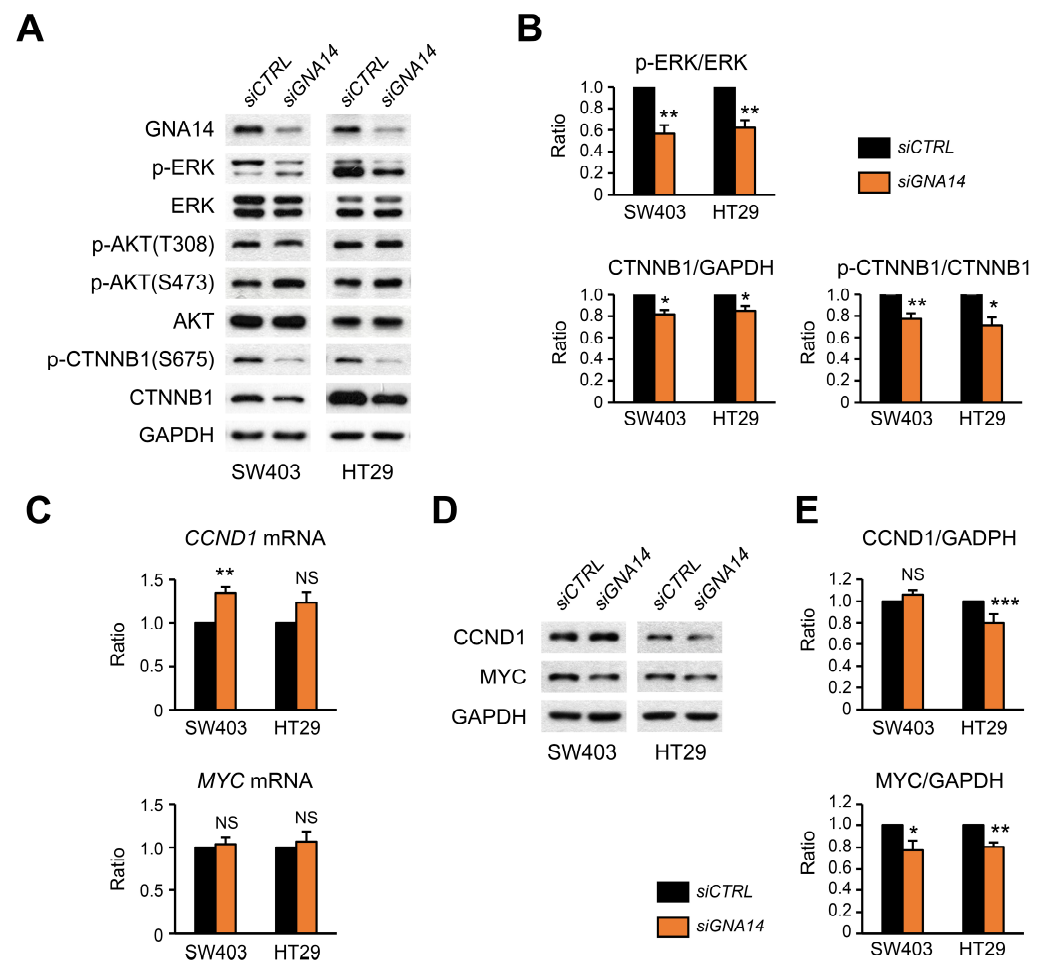 A
siCTRL siGNA14 siCTRL siGNA14
GNA14
p-ERK
ERK
p-AKT(T308)
p-AKT(S473)
AKT
p-CTNNB1(S675)
CTNNB1
GAPDH
SW403 HT29
B
p-ERK/ERK
Ratio
1.0
0.8
0.6
0.4
0.2
0
** **
SW403 HT29
siCTRL
siGNA14
CTNNB1/GAPDH
Ratio
1.0
0.8
0.6
0.4
0.2
0
* *
SW403 HT29
p-CTNNB1/CTNNB1
Ratio
1.0
0.8
0.6
0.4
0.2
0
** *
SW403 HT29
C
CCND1 mRNA
Ratio
1.5
1.0
0.5
0
** NS
SW403 HT29
MYC mRNA
Ratio
1.5
1.0
0.5
0
NS NS
SW403 HT29
D
siCTRL siGNA14 siCTRL siGNA14
CCND1
MYC
GAPDH
SW403 HT29
siCTRL
siGNA14
E
CCND1/GADPH
Ratio
1.2
1.0
0.8
0.6
0.4
0.2
0
NS ***
SW403 HT29
MYC/GAPDH
Ratio
1.2
1.0
0.8
0.6
0.4
0.2
0
* **
SW403 HT29